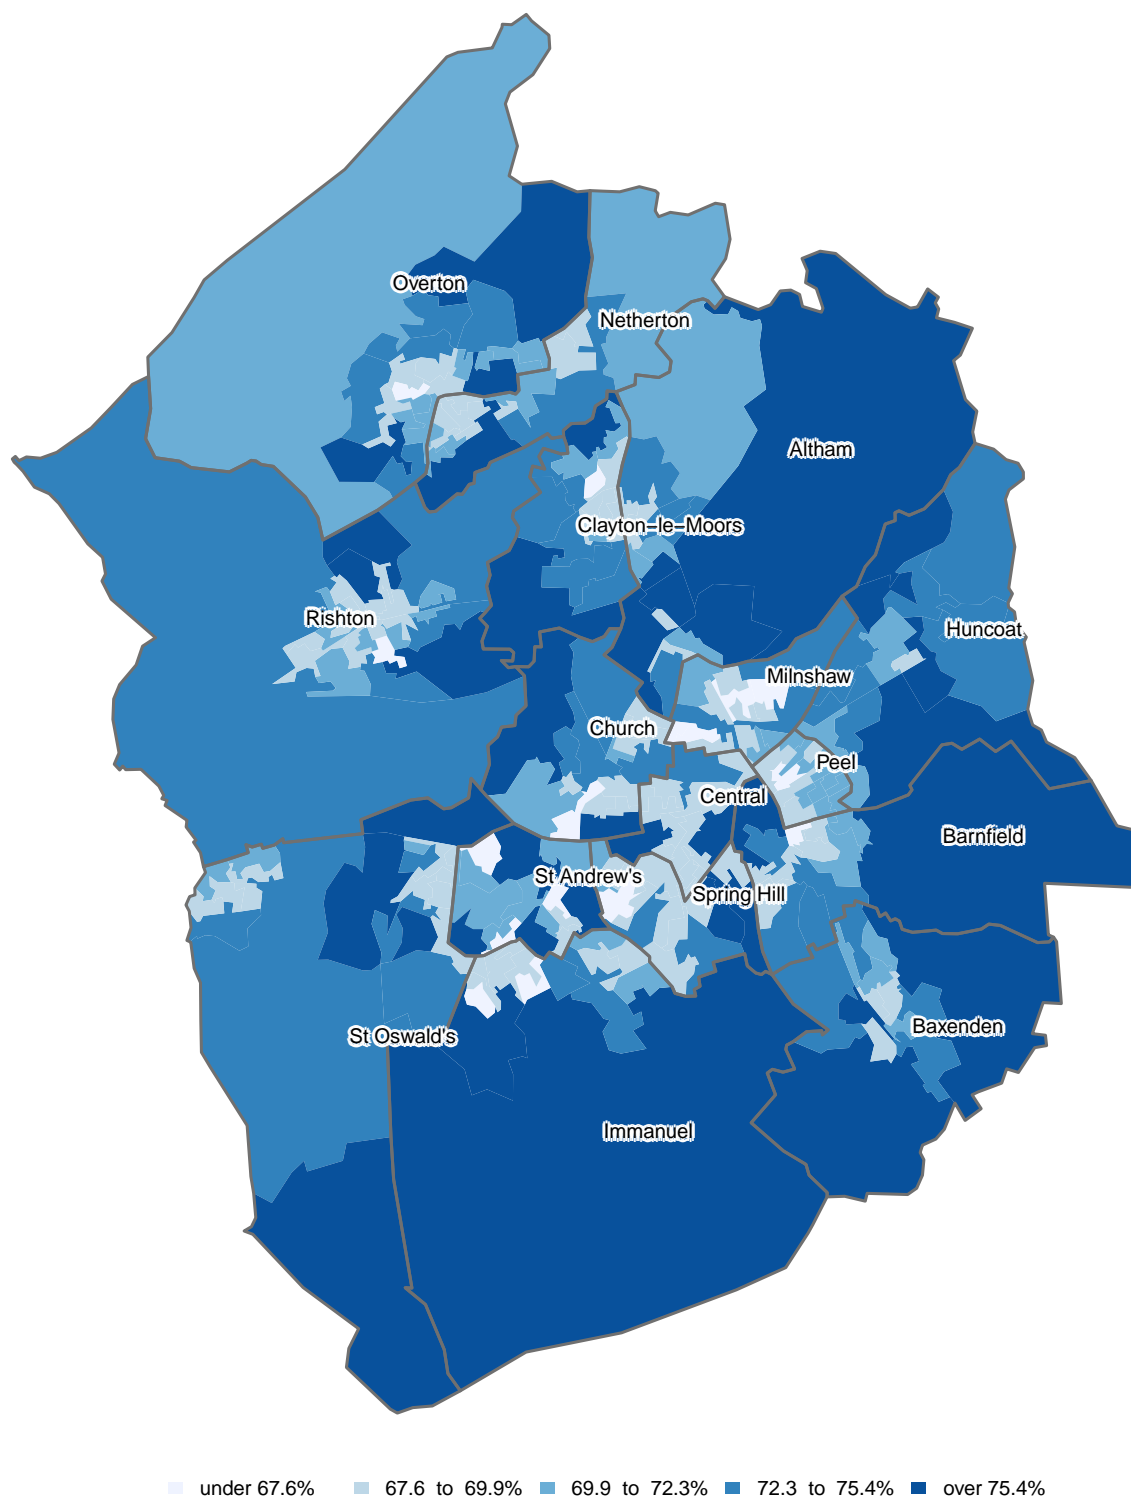 Overton
Netherton
Altham
Clayton–le–Moors
Rishton
Huncoat
Milnshaw
Church
Peel
Central
Barnfield
St Andrew's
Spring Hill
Baxenden
St Oswald's
Immanuel
under 67.6% 67.6 to 69.9% 69.9 to 72.3% 72.3 to 75.4% over 75.4%